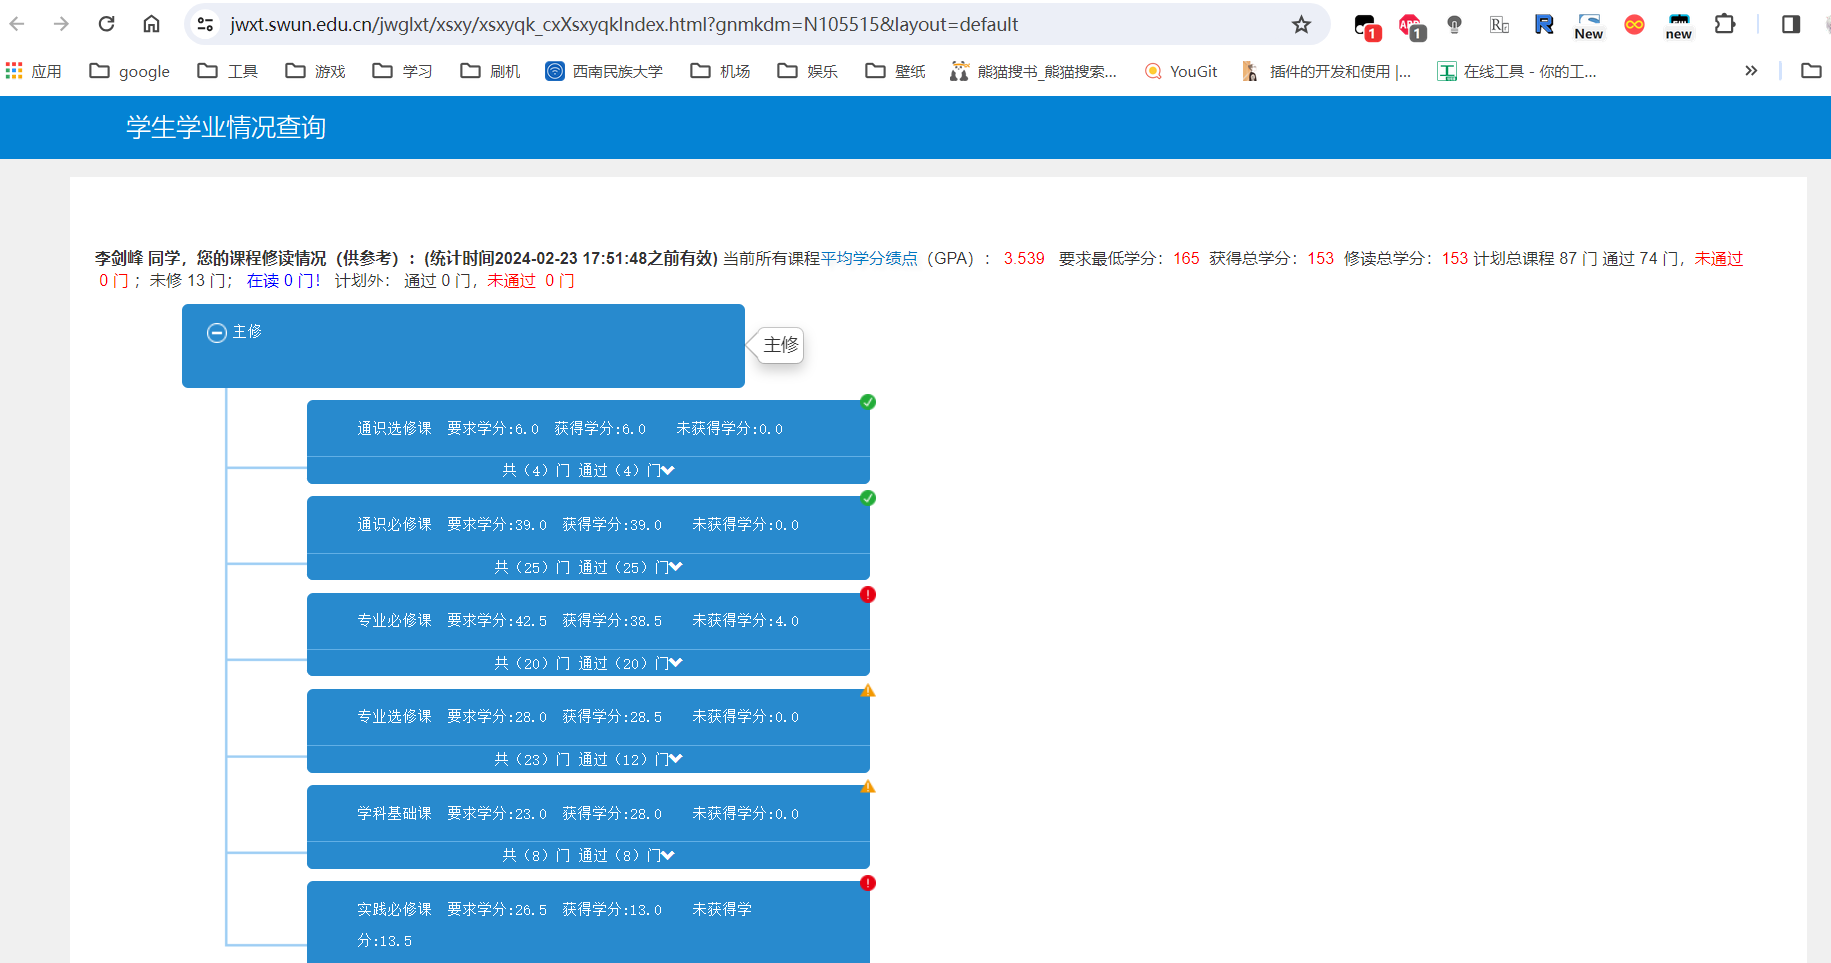 jwxt.swun.edu.cn/jwglxt/xsxy/xsxyqk_cxXsxyqkIndex.html?gnmkdm=N105515&layout=default
1
ABP
1
R
New
new
应用
google
工具
游戏
学习
刷机
西南民族大学
机场
娱乐
壁纸
熊猫搜书_熊猫搜索...
YouGit
插件的开发和使用 |...
在线工具 - 你的工...
学生学业情况查询
李剑峰 同学，您的课程修读情况（供参考）：(统计时间2024-02-23 17:51:48之前有效) 当前所有课程平均学分绩点（GPA）： 3.539 要求最低学分：165 获得总学分：153 修读总学分：153 计划总课程 87 门 通过 74 门，未通过
0 门 ；未修 13 门； 在读 0 门！ 计划外： 通过 0 门，未通过 0 门
主修
主修
通识选修课 要求学分:6.0 获得学分:6.0 未获得学分:0.0
共（4）门 通过（4）门
通识必修课 要求学分:39.0 获得学分:39.0 未获得学分:0.0
共（25）门 通过（25）门
专业必修课 要求学分:42.5 获得学分:38.5 未获得学分:4.0
共（20）门 通过（20）门
专业选修课 要求学分:28.0 获得学分:28.5 未获得学分:0.0
共（23）门 通过（12）门
学科基础课 要求学分:23.0 获得学分:28.0 未获得学分:0.0
共（8）门 通过（8）门
实践必修课 要求学分:26.5 获得学分:13.0 未获得学
分:13.5